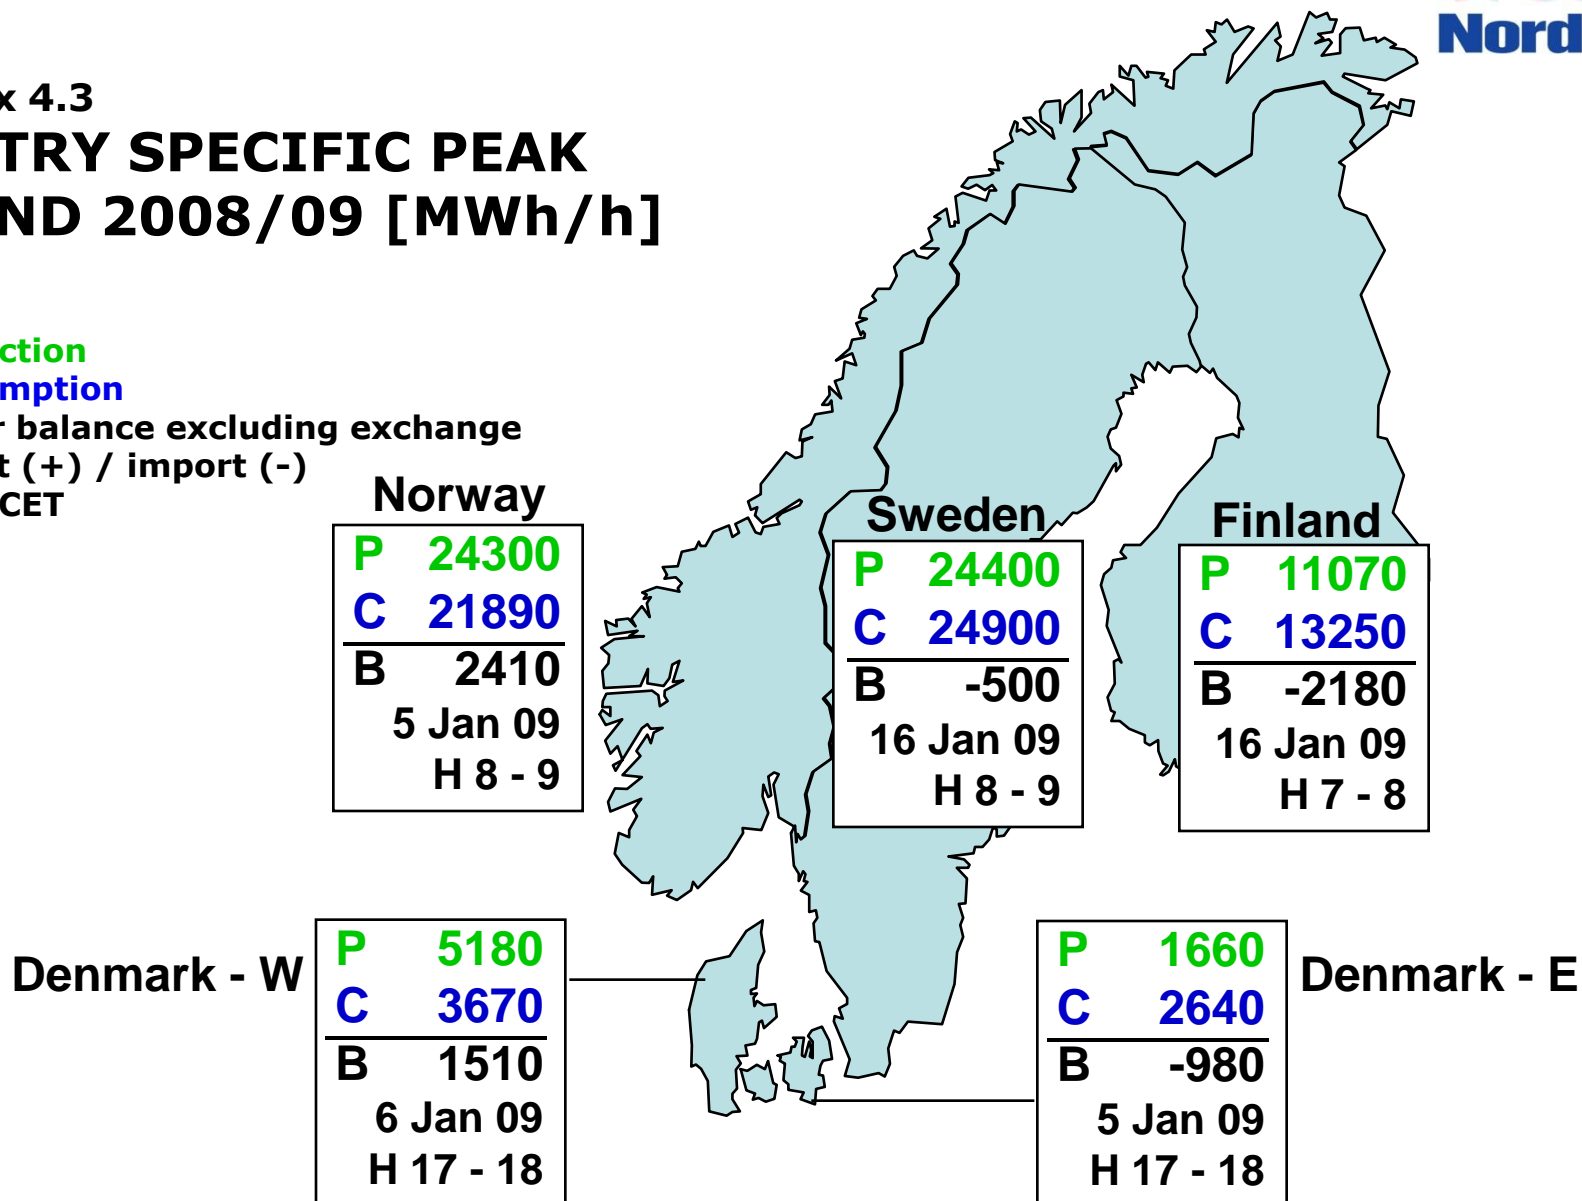 Nord
x 4.3
TRY SPECIFIC PEAK
ND 2008/09 [MWh/h]
ction
mption
r balance excluding exchange
t (+) / import (-)
CET
Norway
P 24300
C 21890
B 2410
5 Jan 09
H 8 - 9
Sweden
P 24400
C 24900
B -500
16 Jan 09
H 8 - 9
Finland
P 11070
C 13250
B -2180
16 Jan 09
H 7 - 8
Denmark - W
P 5180
C 3670
B 1510
6 Jan 09
H 17 - 18
P 1660
C 2640
B -980
5 Jan 09
H 17 - 18
Denmark - E